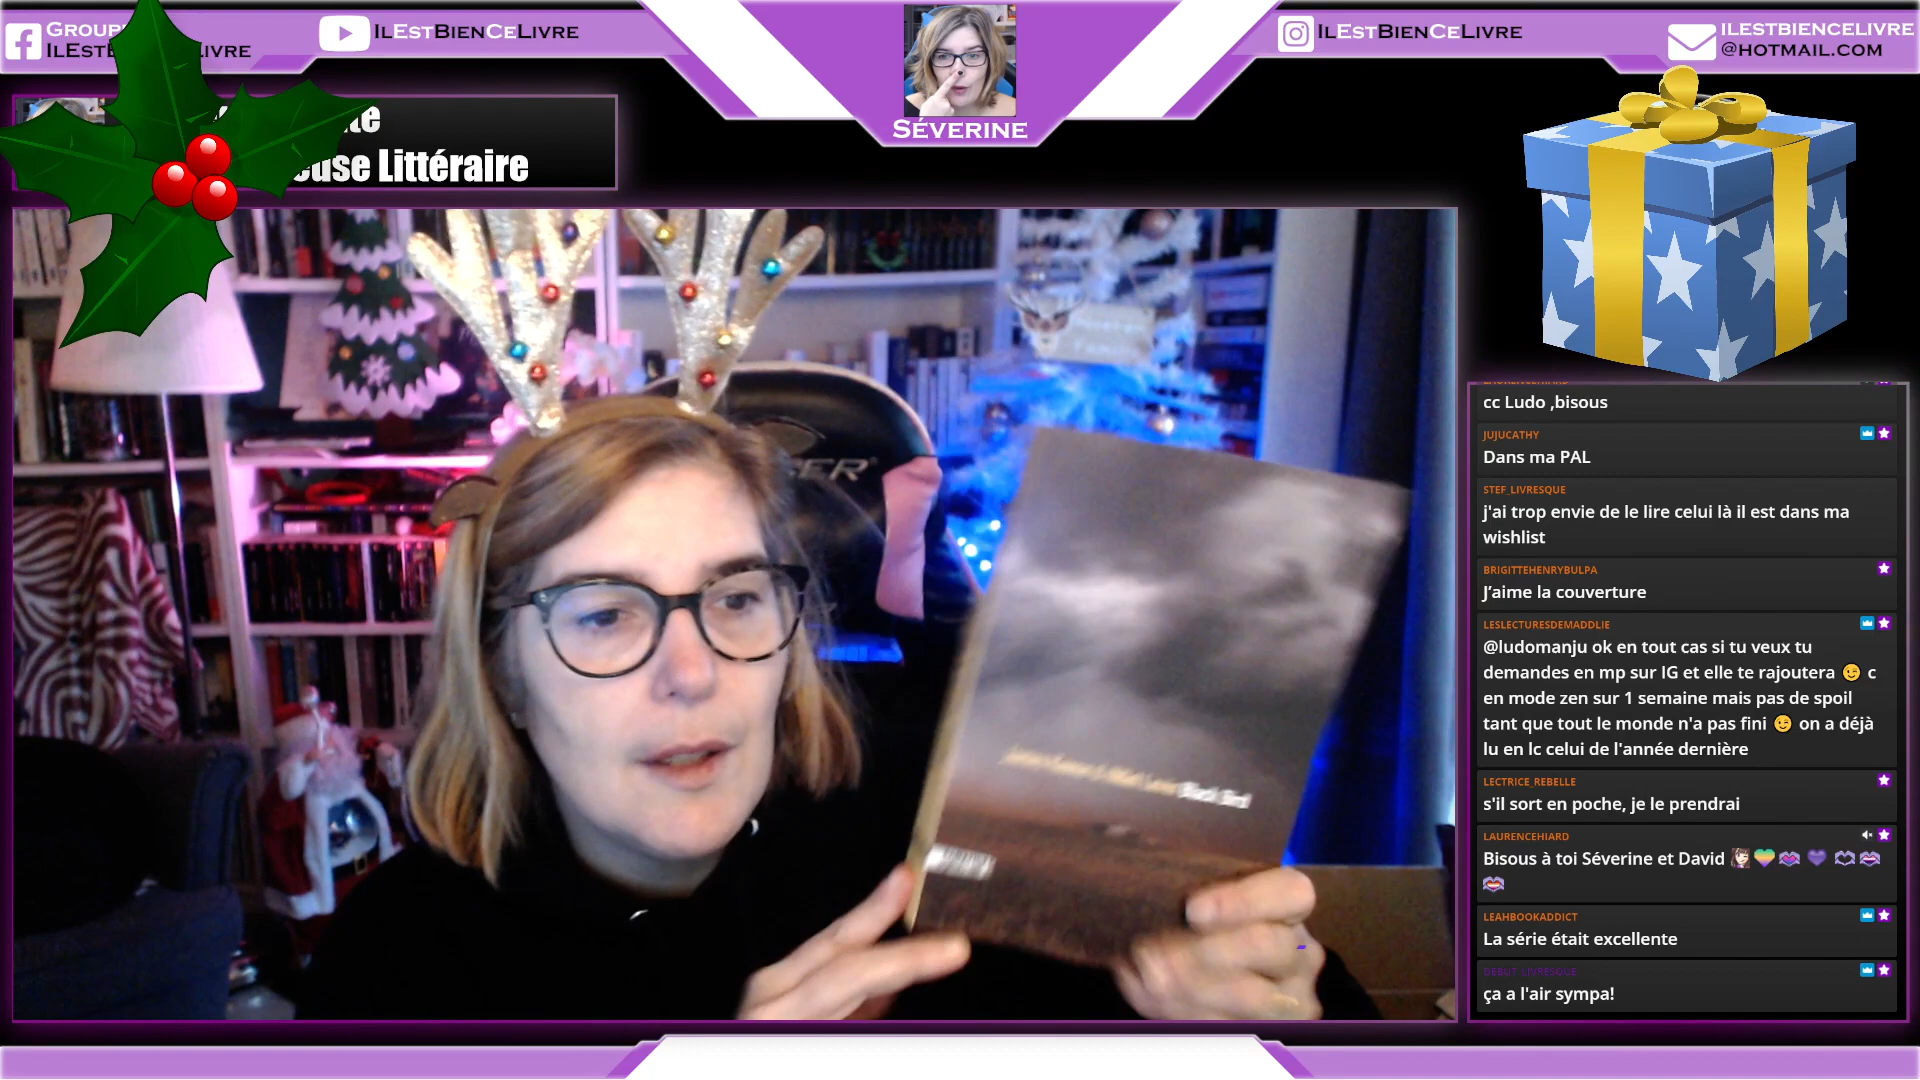 GROUP
ILESTB LIVRE
ILESTBIENCELIVRE
SÉVERINE
ILESTBIENCELIVRE
ILESTBIENCELIVRE
@HOTMAIL.COM
Littéraire
Black Bird
cc Ludo ,bisous
JUJUCATHY
Dans ma PAL
STEF_LIVRESQUE
j'ai trop envie de le lire celui là il est dans ma
wishlist
BRIGITTEHENRYBULPA
J’aime la couverture
LESLECTURESDEMADDLIE
@ludomanju ok en tout cas si tu veux tu
demandes en mp sur IG et elle te rajoutera 😉 c
en mode zen sur 1 semaine mais pas de spoil
tant que tout le monde n'a pas fini 😉 on a déjà
lu en lc celui de l'année dernière
LECTRICE_REBELLE
s'il sort en poche, je le prendrai
LAURENCEHIARD
Bisous à toi Séverine et David
LEAHBOOKADDICT
La série était excellente
DEBUT_LIVRESQUE
ça a l'air sympa!